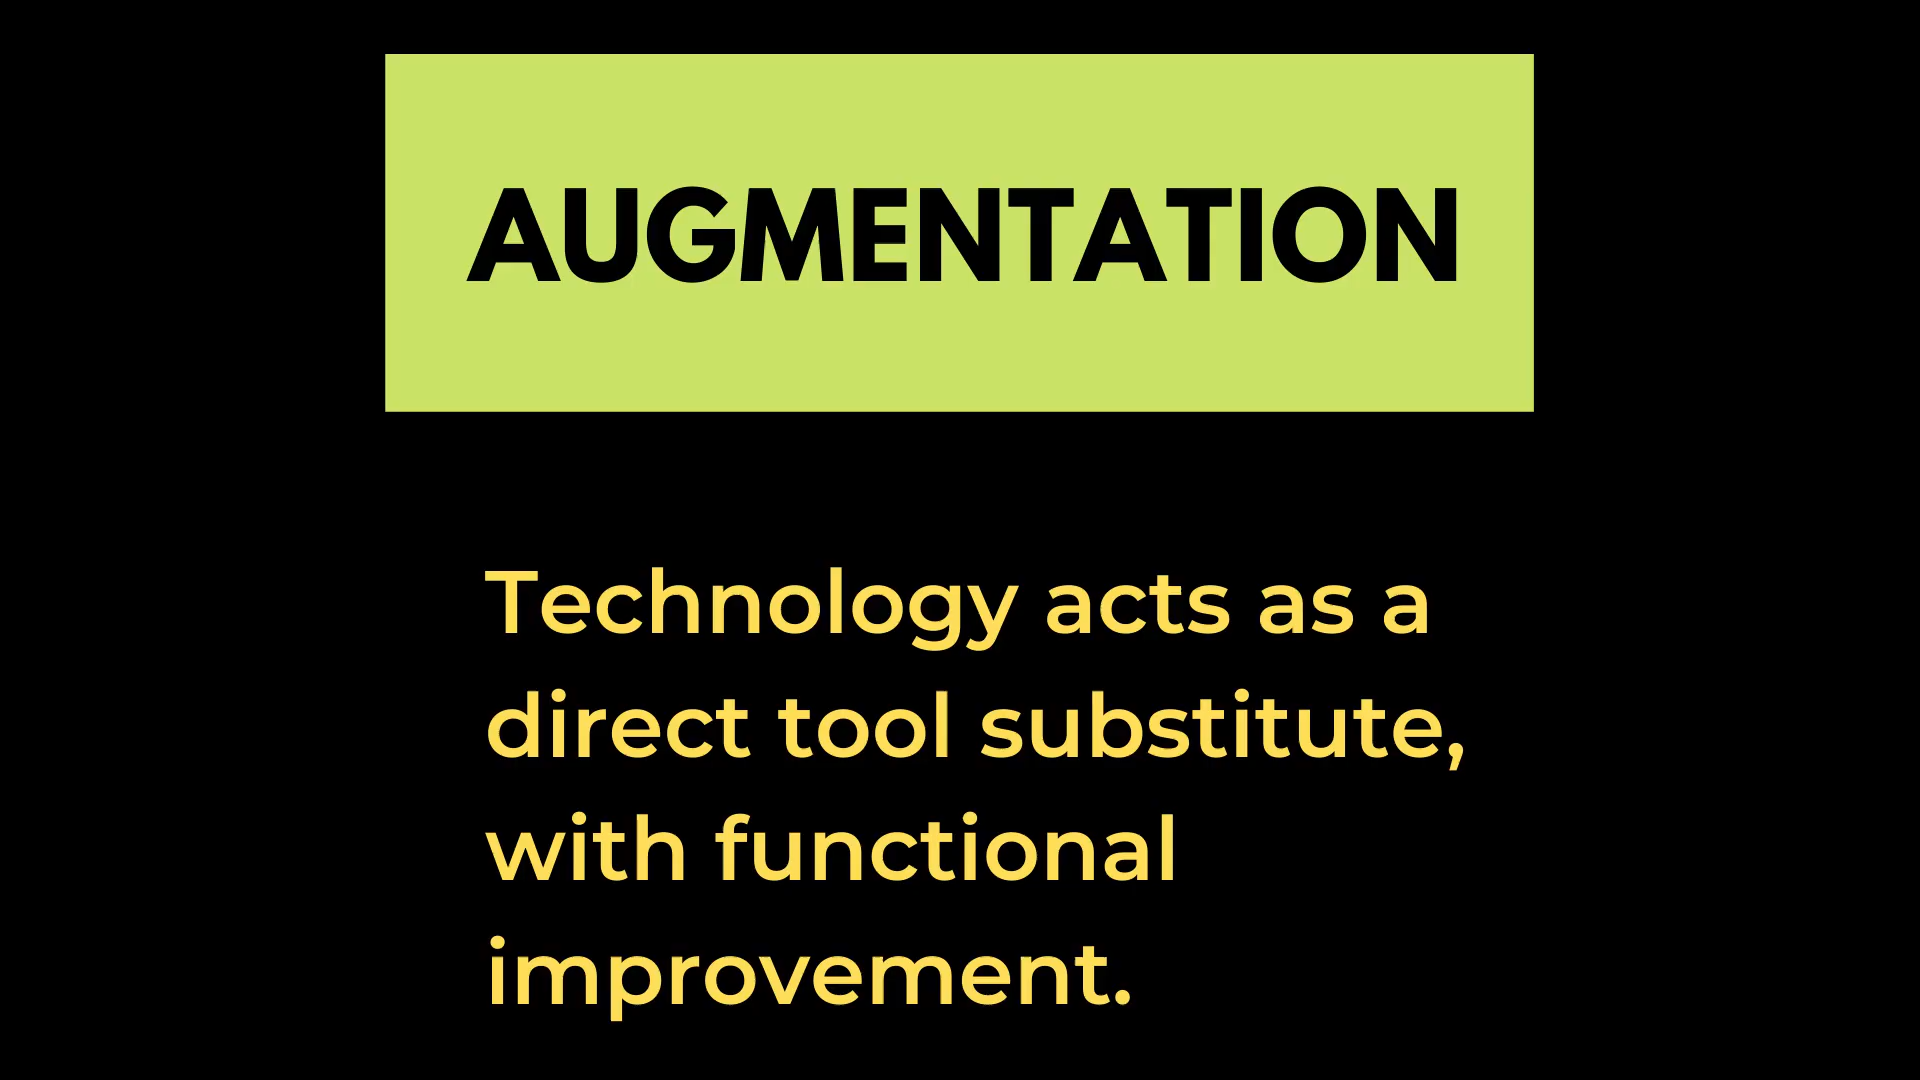 AUGMENTATION
Technology acts as a
direct tool substitute,
with functional
improvement.